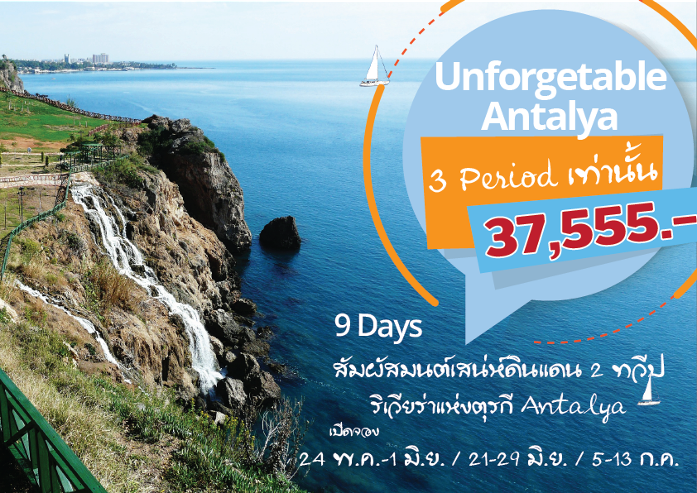 Unforgetable
Antalya
3 Period เท่านั้น
37,555.-
9 Days
สัมผัสมนต์เสน่ห์ดินแดน 2 ทวีป
ริเวียร่าแห่งตุรกี Antalya
เปิดจอง
24 พ.ค.-1 มิ.ย. / 21-29 มิ.ย. / 5-13 ก.ค.